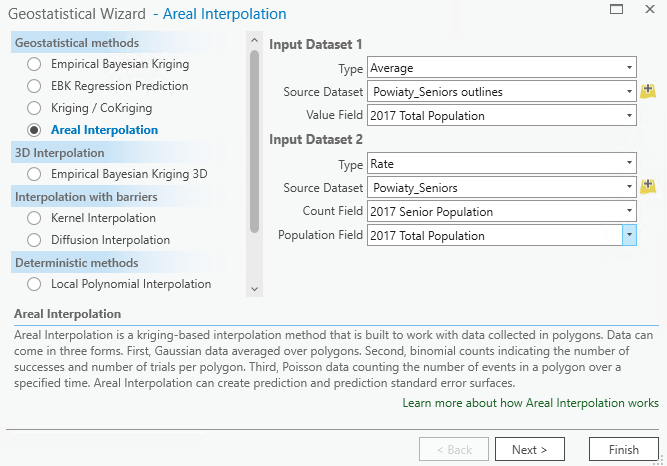 Geostatistical Wizard - Areal Interpolation
Geostatistical methods
Empirical Bayesian Kriging
EBK Regression Prediction
Kriging / CoKriging
Areal Interpolation
3D Interpolation
Empirical Bayesian Kriging 3D
Interpolation with barriers
Kernel Interpolation
Diffusion Interpolation
Deterministic methods
Local Polynomial Interpolation
Input Dataset 1
Type Average
Source Dataset Powiaty_Seniors outlines
Value Field 2017 Total Population
Input Dataset 2
Type Rate
Source Dataset Powiaty_Seniors
Count Field 2017 Senior Population
Population Field 2017 Total Population
Areal Interpolation
Areal Interpolation is a kriging-based interpolation method that is built to work with data collected in polygons. Data can
come in three forms. First, Gaussian data averaged over polygons. Second, binomial counts indicating the number of
successes and number of trials per polygon. Third, Poisson data counting the number of events in a polygon over a
specified time. Areal Interpolation can create prediction and prediction standard error surfaces.
Learn more about how Areal Interpolation works
< Back Next > Finish